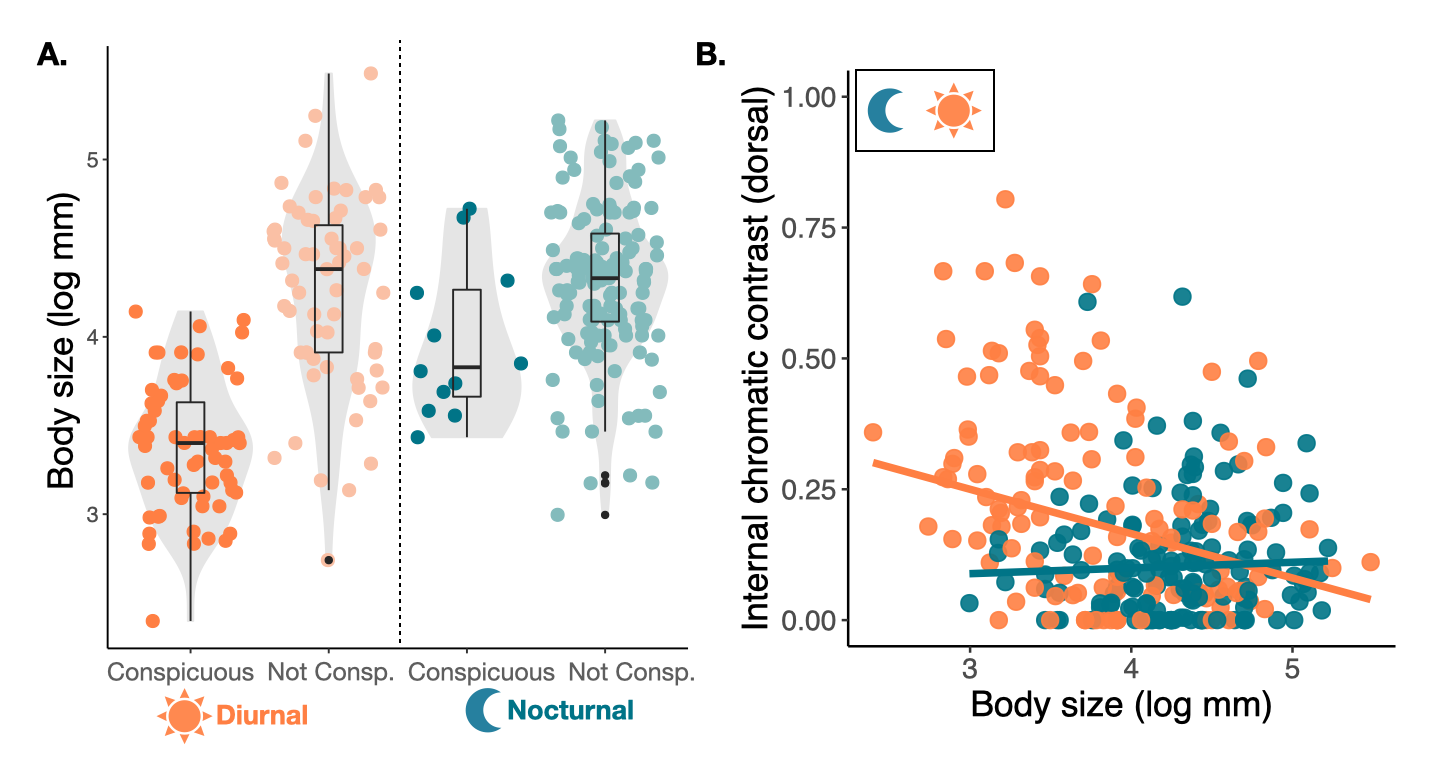 A.
Body size (log mm)
5
4
3
Conspicuous Not Consp. Conspicuous Not Consp.
Diurnal Nocturnal
B.
Internal chromatic contrast (dorsal)
1.00
0.75
0.50
0.25
0.00
3 4 5
Body size (log mm)